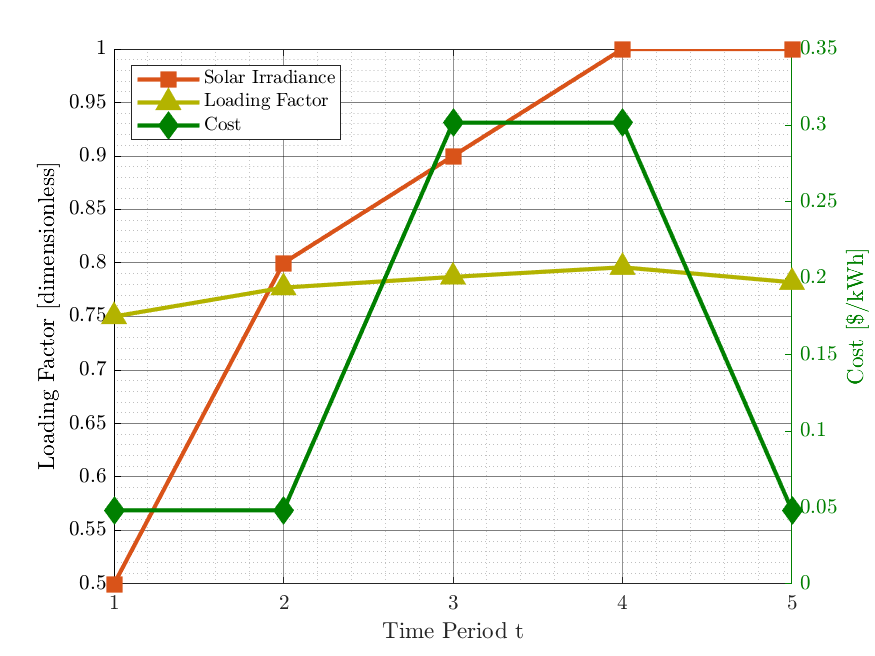 Solar Irradiance
Loading Factor
Cost
1
0.95
0.9
0.85
0.8
0.75
0.7
0.65
0.6
0.55
0.5
Loading Factor [dimensionless]
0.35
0.3
0.25
0.2
0.15
0.1
0.05
0
Cost [$/kWh]
1 2 3 4 5
Time Period t